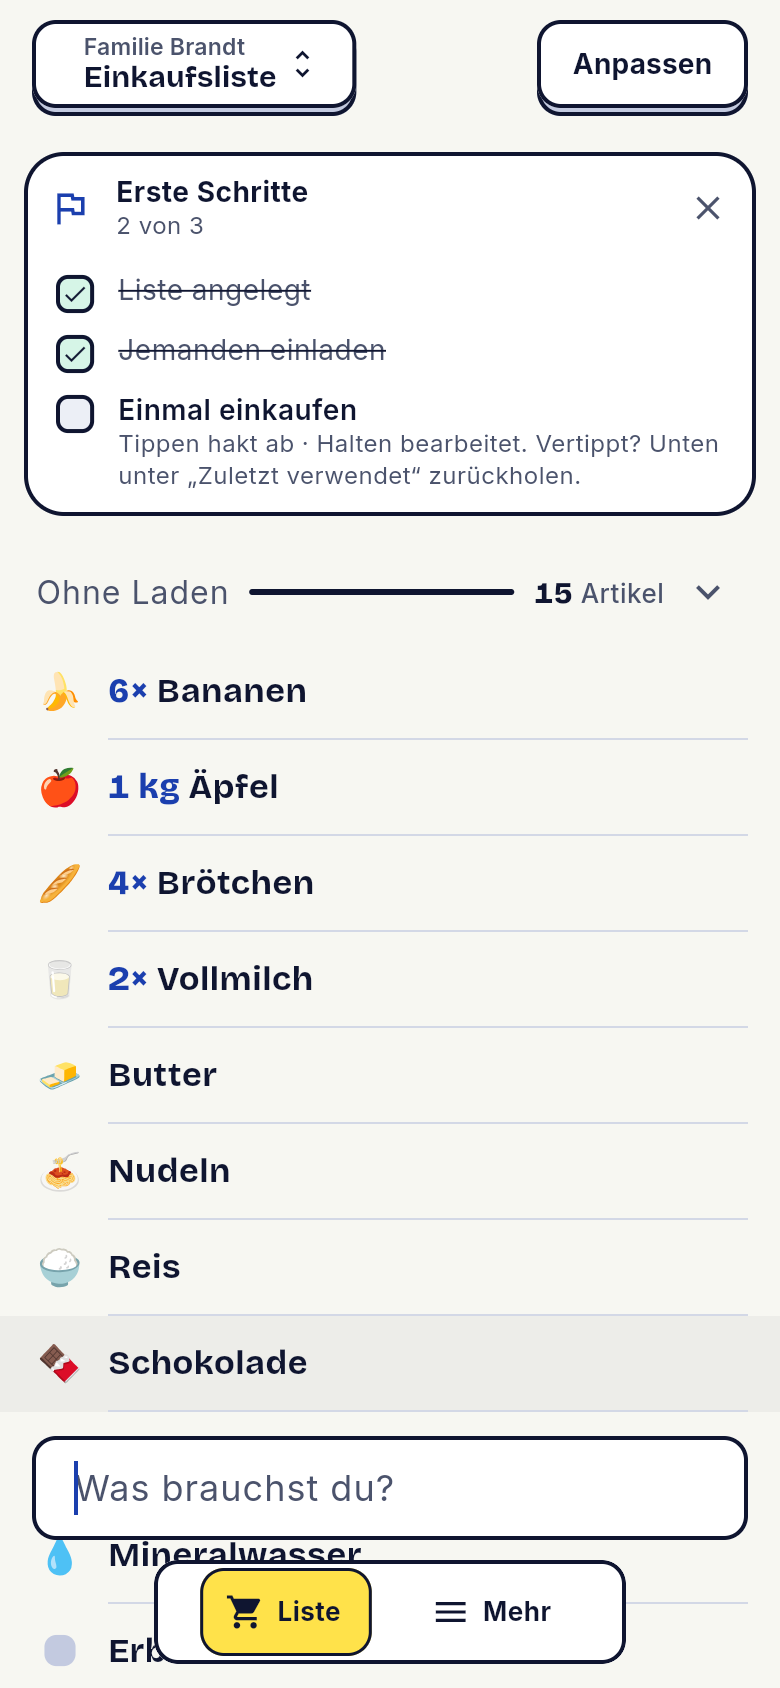 Familie Brandt
Einkaufsliste
Anpassen
Erste Schritte
2 von 3
Liste angelegt
Jemanden einladen
Einmal einkaufen
Tippen hakt ab · Halten bearbeitet. Vertippt? Unten
unter „Zuletzt verwendet“ zurückholen.
Ohne Laden 15 Artikel
6× Bananen
1 kg Äpfel
4× Brötchen
2× Vollmilch
Butter
Nudeln
Reis
Schokolade
Was brauchst du?
Mineralwasser
Liste
Mehr